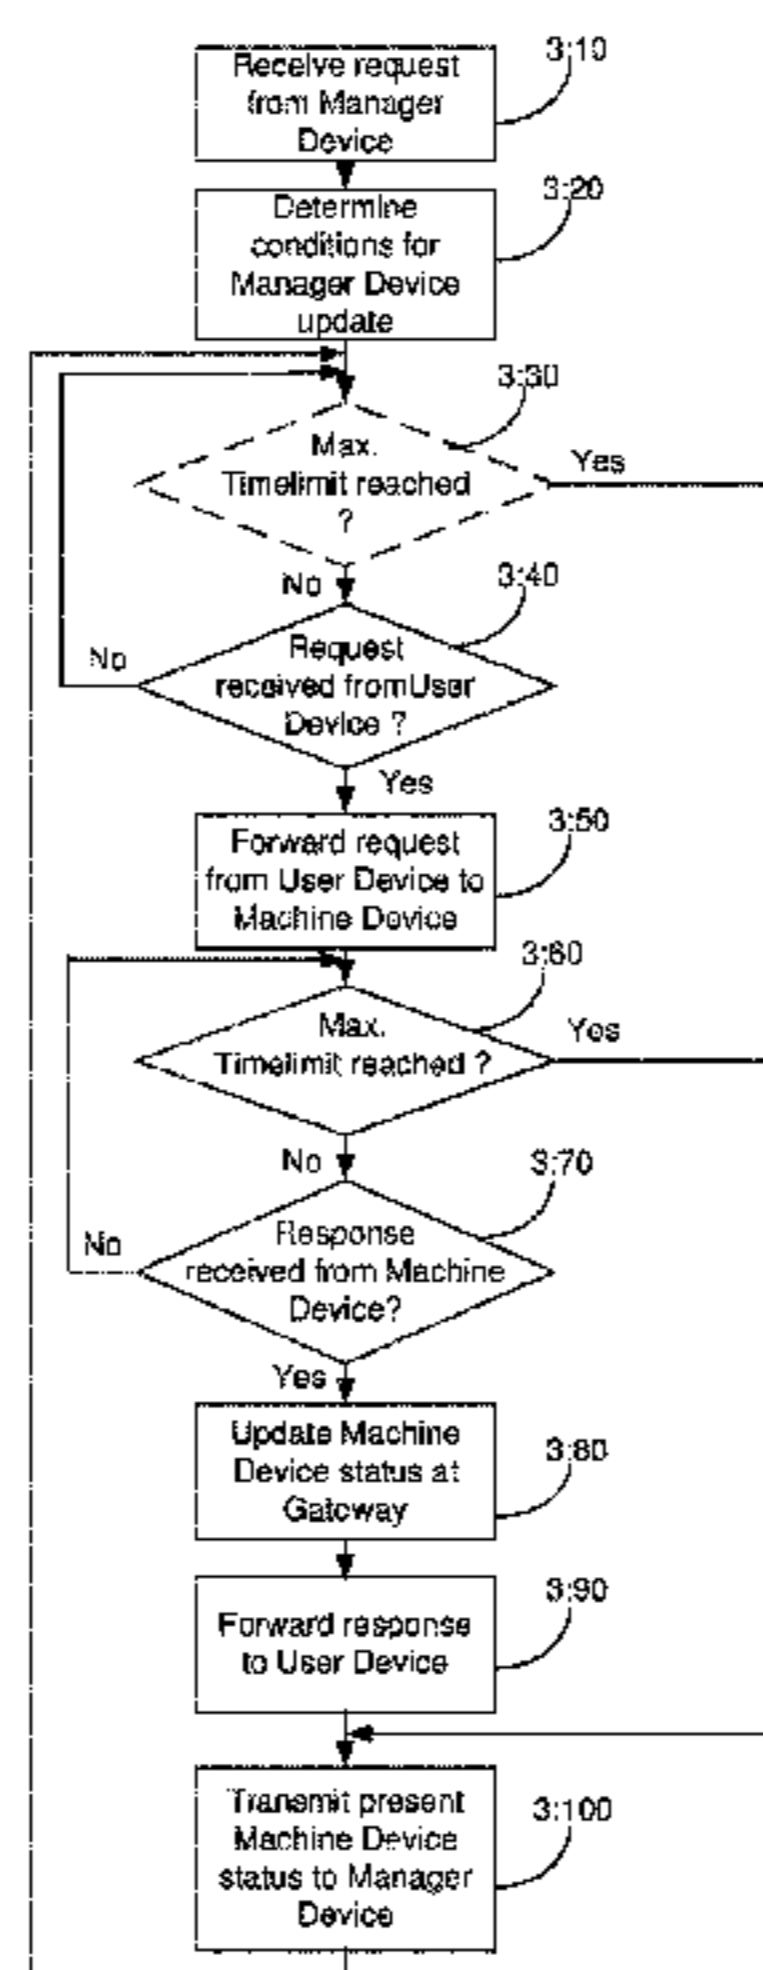 3:10
Receive request
from Manager
Device
3:20
Determine
conditions for
Manager Device
update
3:30
Max.
Timelimit reached
?
Yes
No
3:40
Request
received fromUser
Device ?
No
Yes
3:50
Forward request
from User Device to
Machine Device
3:60
Max.
Timelimit reached ?
Yes
No
3:70
Response
received from Machine
Device?
No
Yes
3:80
Update Machine
Device status at
Gateway
3:90
Forward response
to User Device
3:100
Transmit present
Machine Device
status to Manager
Device